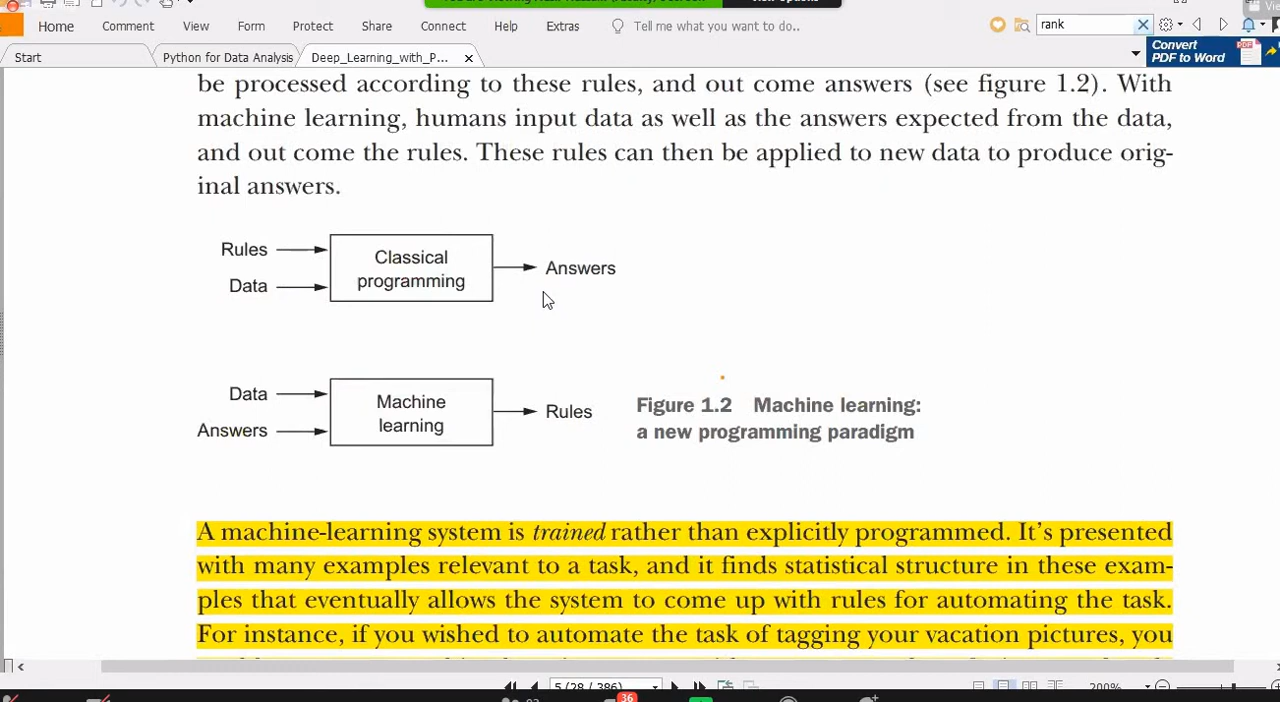 Home Comment View Form Protect Share Connect Help Extras Tell me what you want to do.. rank
Start Python for Data Analysis Deep_Learning_with_P... × Convert
PDF to Word
be processed according to these rules, and out come answers (see figure 1.2). With
machine learning, humans input data as well as the answers expected from the data,
and out come the rules. These rules can then be applied to new data to produce orig-
inal answers.
Rules
Data
Classical
programming
Answers
Data
Answers
Machine
learning
Rules
Figure 1.2 Machine learning:
a new programming paradigm
A machine-learning system is trained rather than explicitly programmed. It's presented
with many examples relevant to a task, and it finds statistical structure in these exam-
ples that eventually allows the system to come up with rules for automating the task.
For instance, if you wished to automate the task of tagging your vacation pictures, you
5 (28 / 386) 200%
36